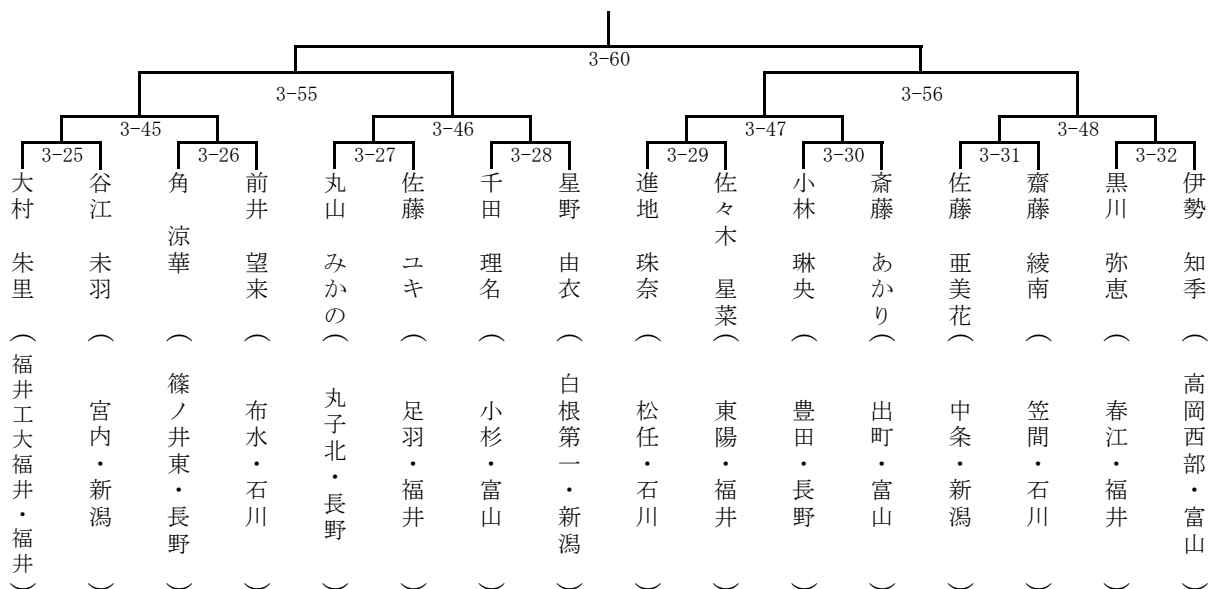 3-60
3-55
3-56
3-45
3-46
3-47
3-48
3-25
3-26
3-27
3-28
3-29
3-30
3-31
3-32
大村 朱里 (福井工大福井・福井)
谷江 未羽 (宮内・新潟)
角 涼華 (篠ノ井東・長野)
前井 望来 (布水・石川)
丸山 みかの (丸子北・長野)
佐藤 ユキ (足羽・福井)
千田 理名 (小杉・富山)
星野 由衣 (白根第一・新潟)
進地 珠奈 (松任・石川)
佐々木 星菜 (東陽・福井)
小林 琳央 (豊田・長野)
斎藤 あかり (出町・富山)
佐藤 亜美花 (中条・新潟)
齋藤 綾南 (笠間・石川)
黒川 弥恵 (春江・福井)
伊勢 知季 (高岡西部・富山)